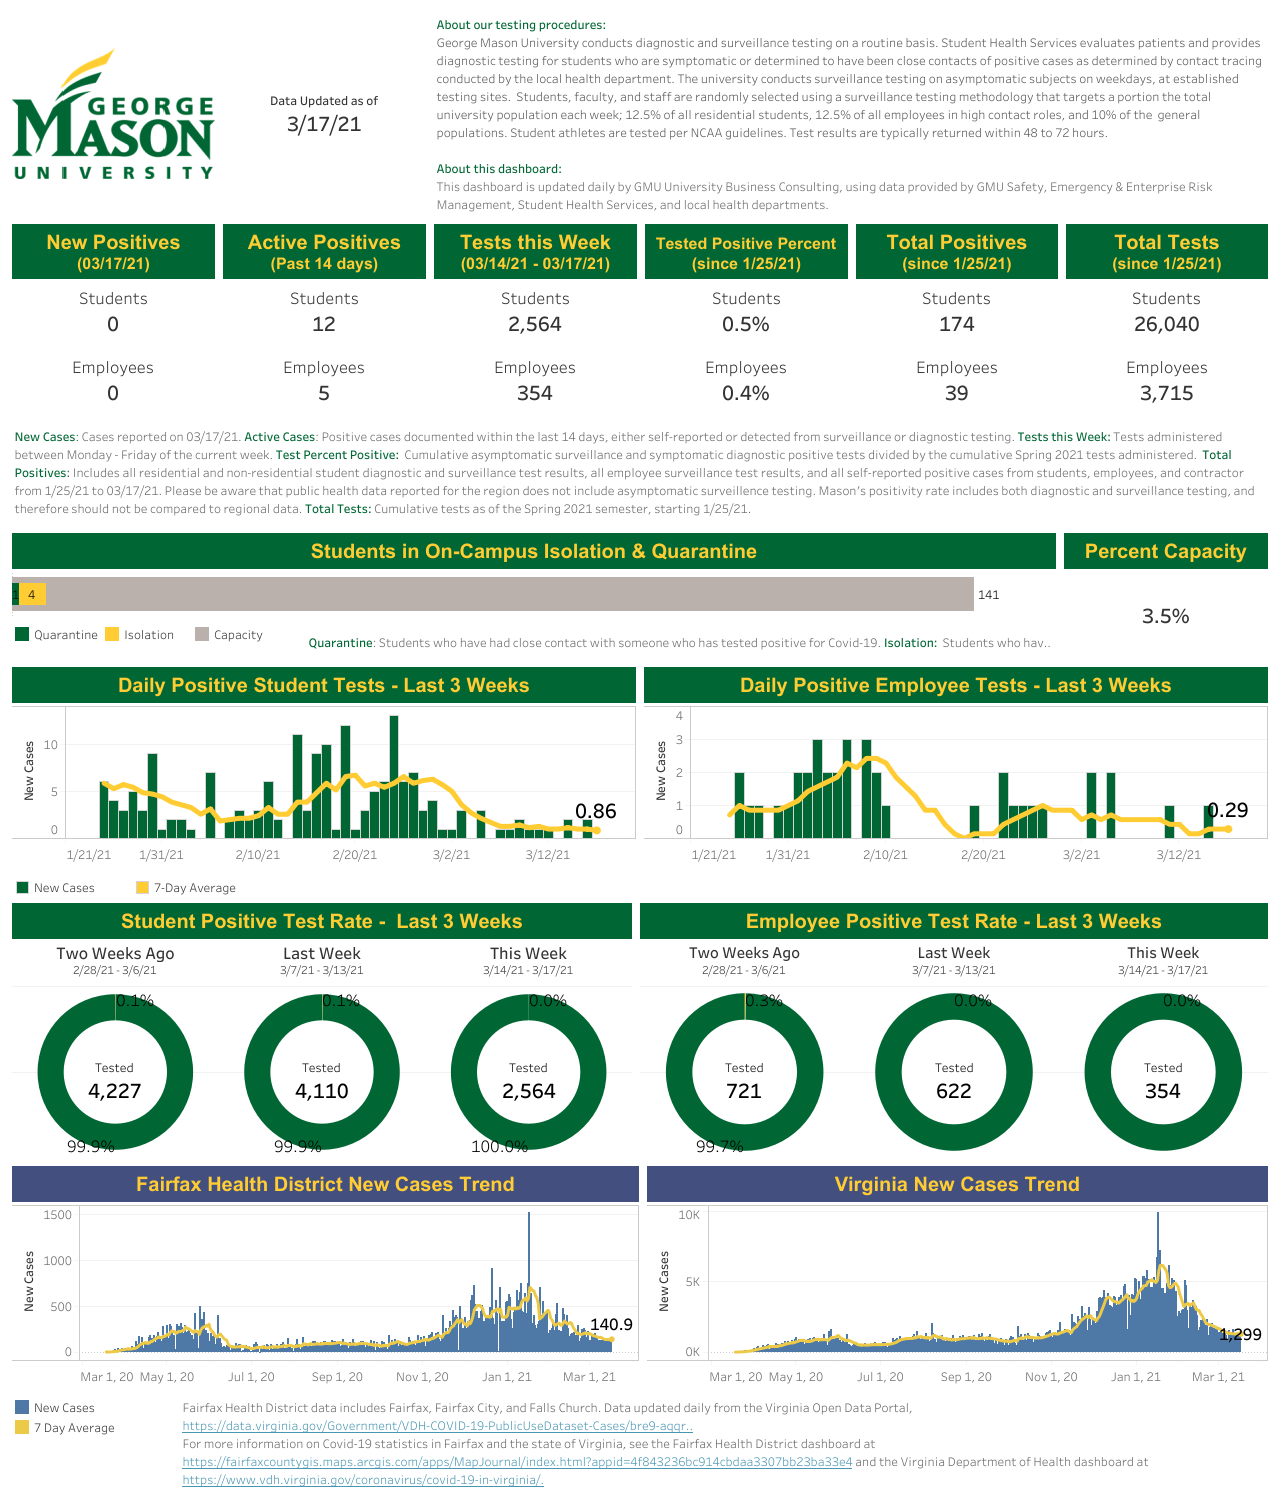 About our testing procedures:
George Mason University conducts diagnostic and surveillance testing on a routine basis. Student Health Services evaluates patients and provides
diagnostic testing for students who are symptomatic or determined to have been close contacts of positive cases as determined by contact tracing
conducted by the local health department. The university conducts surveillance testing on asymptomatic subjects on weekdays, at established
testing sites. Students, faculty, and staff are randomly selected using a surveillance testing methodology that targets a portion the total
university population each week; 12.5% of all residential students, 12.5% of all employees in high contact roles, and 10% of the general
populations. Student athletes are tested per NCAA guidelines. Test results are typically returned within 48 to 72 hours.
GEORGE
MASON
UNIVERSITY
Data Updated as of
3/17/21
About this dashboard:
This dashboard is updated daily by GMU University Business Consulting, using data provided by GMU Safety, Emergency & Enterprise Risk
Management, Student Health Services, and local health departments.
New Positives Active Positives Tests this Week Tested Positive Percent Total Positives Total Tests
(03/17/21) (Past 14 days) (03/14/21 - 03/17/21) (since 1/25/21) (since 1/25/21) (since 1/25/21)
Students Students Students Students Students Students
0 12 2,564 0.5% 174 26,040
Employees Employees Employees Employees Employees Employees
0 5 354 0.4% 39 3,715
New Cases: Cases reported on 03/17/21. Active Cases: Positive cases documented within the last 14 days, either self-reported or detected from surveillance or diagnostic testing. Tests this Week: Tests administered
between Monday - Friday of the current week. Test Percent Positive: Cumulative asymptomatic surveillance and symptomatic diagnostic positive tests divided by the cumulative Spring 2021 tests administered. Total
Positives: Includes all residential and non-residential student diagnostic and surveillance test results, all employee surveillance test results, and all self-reported positive cases from students, employees, and contractor
from 1/25/21 to 03/17/21. Please be aware that public health data reported for the region does not include asymptomatic surveillence testing. Mason's positivity rate includes both diagnostic and surveillance testing, and
therefore should not be compared to regional data. Total Tests: Cumulative tests as of the Spring 2021 semester, starting 1/25/21.
Students in On-Campus Isolation & Quarantine Percent Capacity
1 4 141
3.5%
Quarantine Isolation Capacity
Quarantine: Students who have had close contact with someone who has tested positive for Covid-19. Isolation: Students who hav..
Daily Positive Student Tests - Last 3 Weeks Daily Positive Employee Tests - Last 3 Weeks
New Cases
10
5
0
0.86
1/21/21 1/31/21 2/10/21 2/20/21 3/2/21 3/12/21
New Cases
4
3
2
1
0
0.29
1/21/21 1/31/21 2/10/21 2/20/21 3/2/21 3/12/21
New Cases 7-Day Average
Student Positive Test Rate - Last 3 Weeks Employee Positive Test Rate - Last 3 Weeks
Two Weeks Ago Last Week This Week Two Weeks Ago Last Week This Week
2/28/21 - 3/6/21 3/7/21 - 3/13/21 3/14/21 - 3/17/21 2/28/21 - 3/6/21 3/7/21 - 3/13/21 3/14/21 - 3/17/21
0.1% 0.1% 0.0% 0.3% 0.0% 0.0%
Tested Tested Tested Tested Tested Tested
4,227 4,110 2,564 721 622 354
99.9% 99.9% 100.0% 99.7%
Fairfax Health District New Cases Trend Virginia New Cases Trend
New Cases
1500
1000
500
0
140.9
Mar 1, 20 May 1, 20 Jul 1, 20 Sep 1, 20 Nov 1, 20 Jan 1, 21 Mar 1, 21
New Cases
10K
5K
0K
1,299
Mar 1, 20 May 1, 20 Jul 1, 20 Sep 1, 20 Nov 1, 20 Jan 1, 21 Mar 1, 21
New Cases
7 Day Average
Fairfax Health District data includes Fairfax, Fairfax City, and Falls Church. Data updated daily from the Virginia Open Data Portal,
https://data.virginia.gov/Government/VDH-COVID-19-PublicUseDataset-Cases/bre9-aqqr..
For more information on Covid-19 statistics in Fairfax and the state of Virginia, see the Fairfax Health District dashboard at
https://fairfaxcountygis.maps.arcgis.com/apps/MapJournal/index.html?appid=4f843236bc914cbdaa3307bb23ba33e4 and the Virginia Department of Health dashboard at
https://www.vdh.virginia.gov/coronavirus/covid-19-in-virginia/.